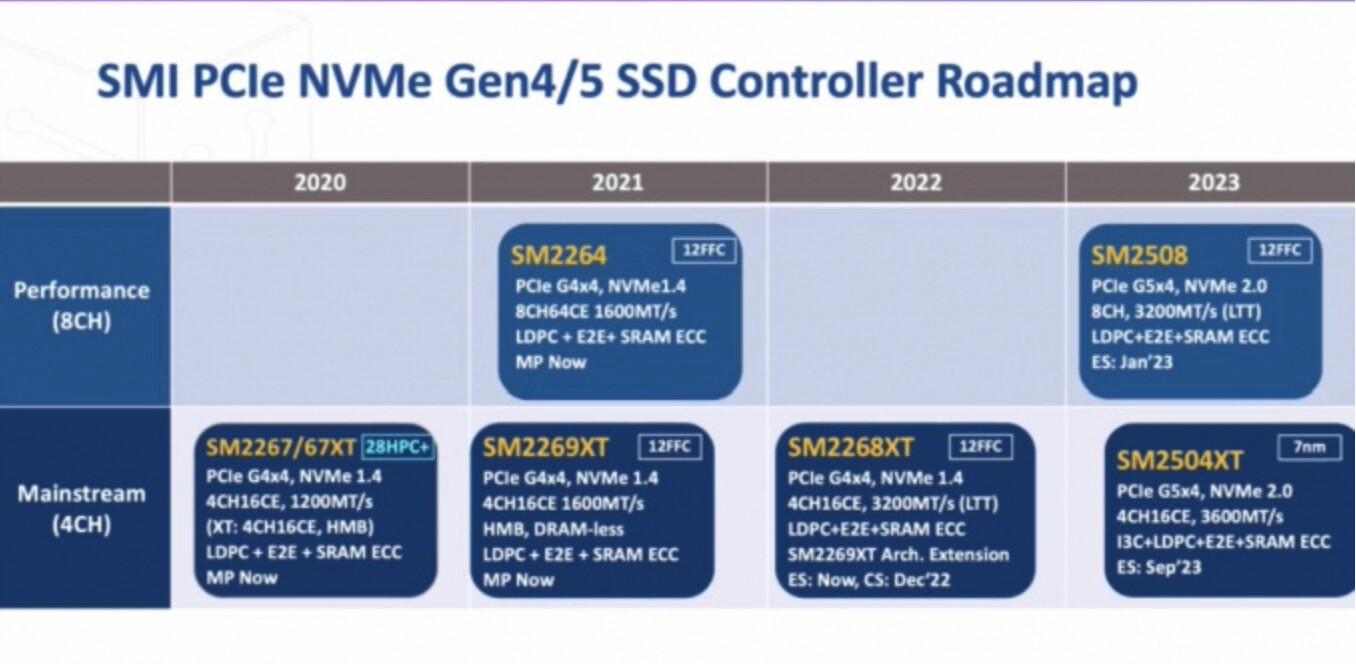 SMI PCIe NVMe Gen4/5 SSD Controller Roadmap
2020 2021 2022 2023
Performance
(8CH)
SM2264 12FFC
PCIe G4x4, NVMe1.4
8CH64CE 1600MT/s
LDPC + E2E+ SRAM ECC
MP Now
SM2508 12FFC
PCIe G5x4, NVMe 2.0
8CH, 3200MT/s (LTT)
LDPC+E2E+SRAM ECC
ES: Jan'23
Mainstream
(4CH)
SM2267/67XT 28HPC+
PCIe G4x4, NVMe 1.4
4CH16CE, 1200MT/s
(XT: 4CH16CE, HMB)
LDPC + E2E + SRAM ECC
MP Now
SM2269XT 12FFC
PCIe G4x4, NVMe 1.4
4CH16CE 1600MT/s
HMB, DRAM-less
LDPC + E2E + SRAM ECC
MP Now
SM2268XT 12FFC
PCIe G4x4, NVMe 1.4
4CH16CE, 3200MT/s (LTT)
LDPC+E2E+SRAM ECC
SM2269XT Arch. Extension
ES: Now, CS: Dec'22
SM2504XT 7nm
PCIe G5x4, NVMe 2.0
4CH16CE, 3600MT/s
I3C+LDPC+E2E+SRAM ECC
ES: Sep'23